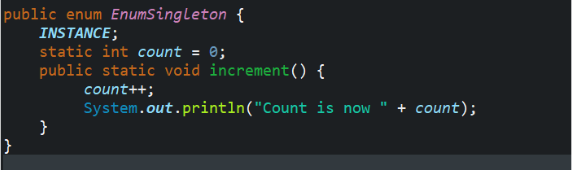 public enum EnumSingleton {
    INSTANCE;
    static int count = 0;
    public static void increment() {
        count++;
        System.out.println("Count is now " + count);
    }
}